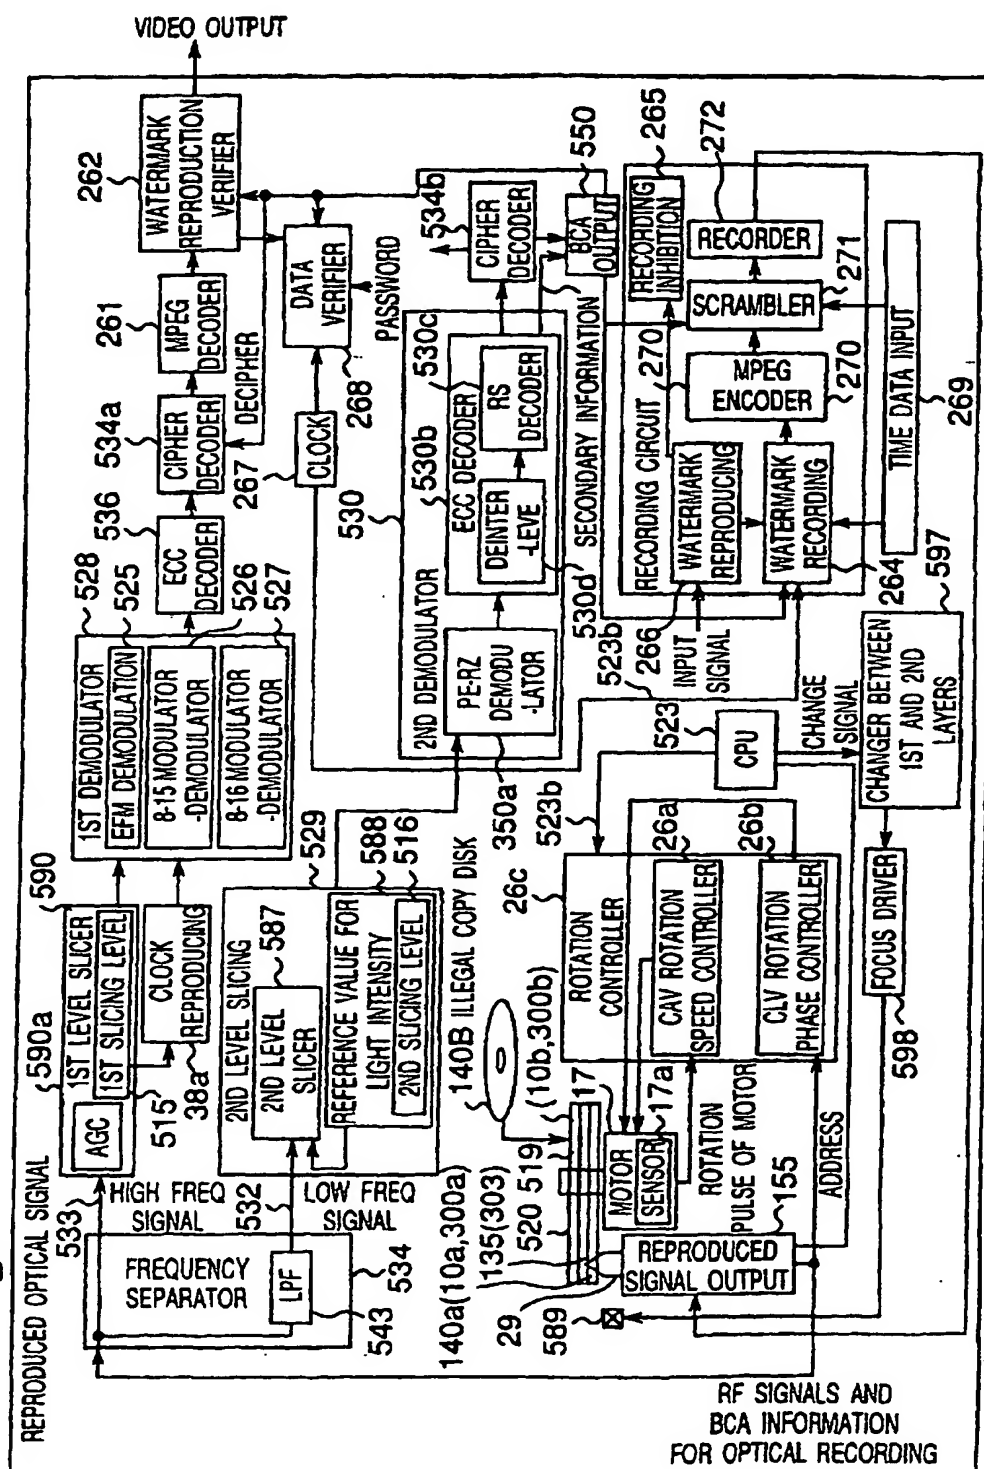 VIDEO OUTPUT
262
WATERMARK
REPRODUCTION
VERIFIER
261
MPEG
DECODER
534a
CIPHER
DECODER
DECIPHER
536
ECC
DECODER
528
1ST DEMODULATOR
525
EFM DEMODULATION
526
8-15 MODULATOR
-DEMODULATOR
527
8-16 MODULATOR
-DEMODULATOR
590
590a
1ST LEVEL SLICER
1ST SLICING LEVEL
AGC
515
CLOCK
REPRODUCING
38a
REPRODUCED OPTICAL SIGNAL
533
HIGH FREQ
SIGNAL
532
LOW FREQ
SIGNAL
FREQUENCY
SEPARATOR
LPF
534
543
267
CLOCK
DATA
VERIFIER
268
PASSWORD
529
2ND LEVEL SLICING
587
2ND LEVEL
SLICER
588
REFERENCE VALUE FOR
LIGHT INTENSITY
516
2ND SLICING LEVEL
530
2ND DEMODULATOR
PE-RZ
DEMODU
-LATOR
350a
530b
ECC DECODER
530c
DEINTER
-LEVE
RS
DECODER
530d
534b
CIPHER
DECODER
SECONDARY INFORMATION
550
BCA
OUTPUT
265
RECORDING
INHIBITION
272
RECORDER
271
SCRAMBLER
270
MPEG
ENCODER
270
RECORDING CIRCUIT
WATERMARK
REPRODUCING
WATERMARK
RECORDING
266
264
INPUT
SIGNAL
523b
TIME DATA INPUT
269
140B ILLEGAL COPY DISK
(10b,300b)
519
520
140a(10a,300a)
135(303)
29
589
17
MOTOR
SENSOR
17a
ROTATION
PULSE OF MOTOR
155
REPRODUCED
SIGNAL OUTPUT
ADDRESS
26c
ROTATION
CONTROLLER
26a
CAV ROTATION
SPEED CONTROLLER
26b
CLV ROTATION
PHASE CONTROLLER
523b
523
CPU
CHANGE
SIGNAL
597
CHANGER BETWEEN
1ST AND 2ND
LAYERS
FOCUS DRIVER
598
RF SIGNALS AND
BCA INFORMATION
FOR OPTICAL RECORDING